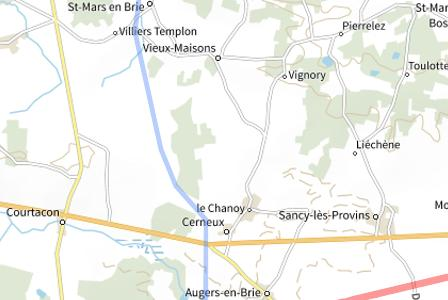 St-Mars en Brie
St-Mar
Bos
Villiers Templon
Pierrelez
Vieux-Maisons
Toulotte
Vignory
Liéchène
le Chanoy
Courtacon
Sancy-lès-Provins
Mo
Cerneux
Augers-en-Brie
D